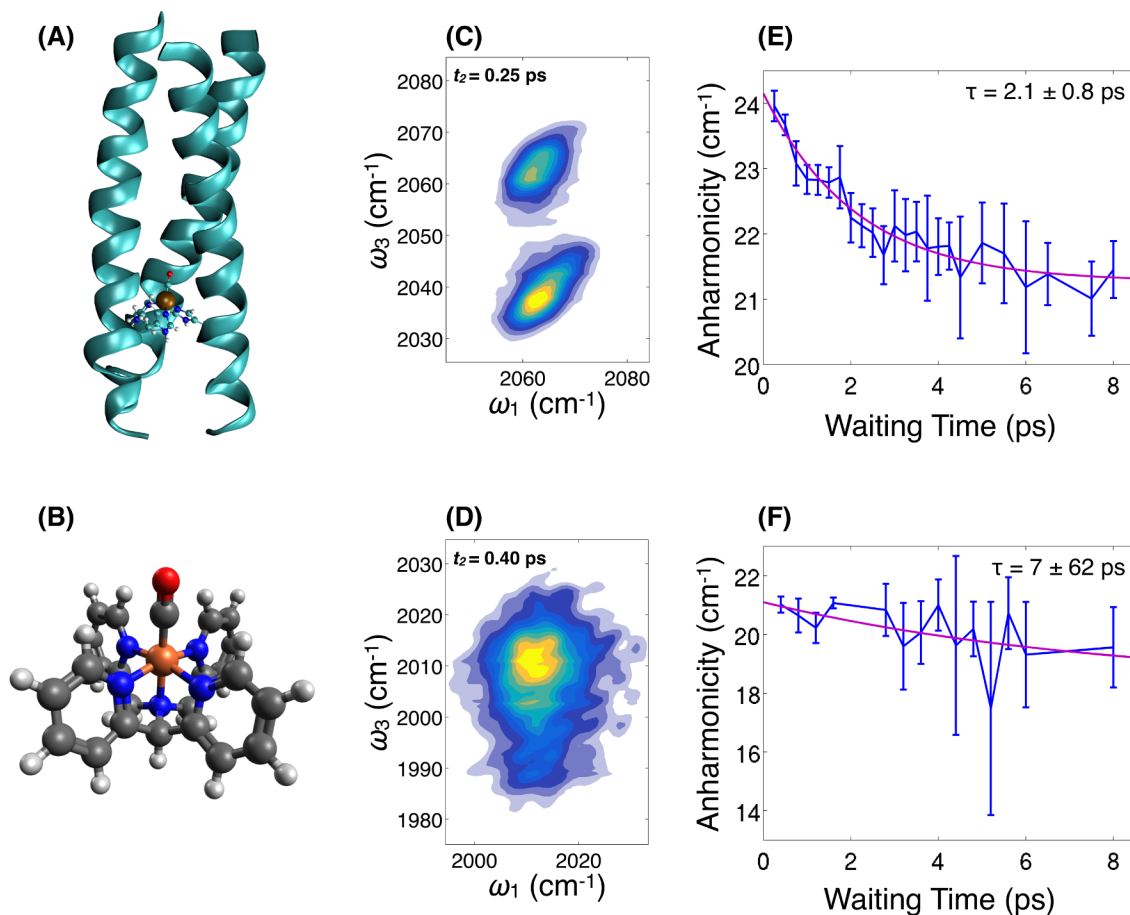 (A)
(C)
t₂ = 0.25 ps
2080
2070
2060
2050
2040
2030
ω₃ (cm⁻¹)
2060
2080
ω₁ (cm⁻¹)
(E)
τ = 2.1 ± 0.8 ps
24
23
22
21
20
Anharmonicity (cm⁻¹)
0
2
4
6
8
Waiting Time (ps)
(B)
(D)
t₂ = 0.40 ps
2030
2020
2010
2000
1990
1980
ω₃ (cm⁻¹)
2000
2020
ω₁ (cm⁻¹)
(F)
τ = 7 ± 62 ps
22
20
18
16
14
Anharmonicity (cm⁻¹)
0
2
4
6
8
Waiting Time (ps)